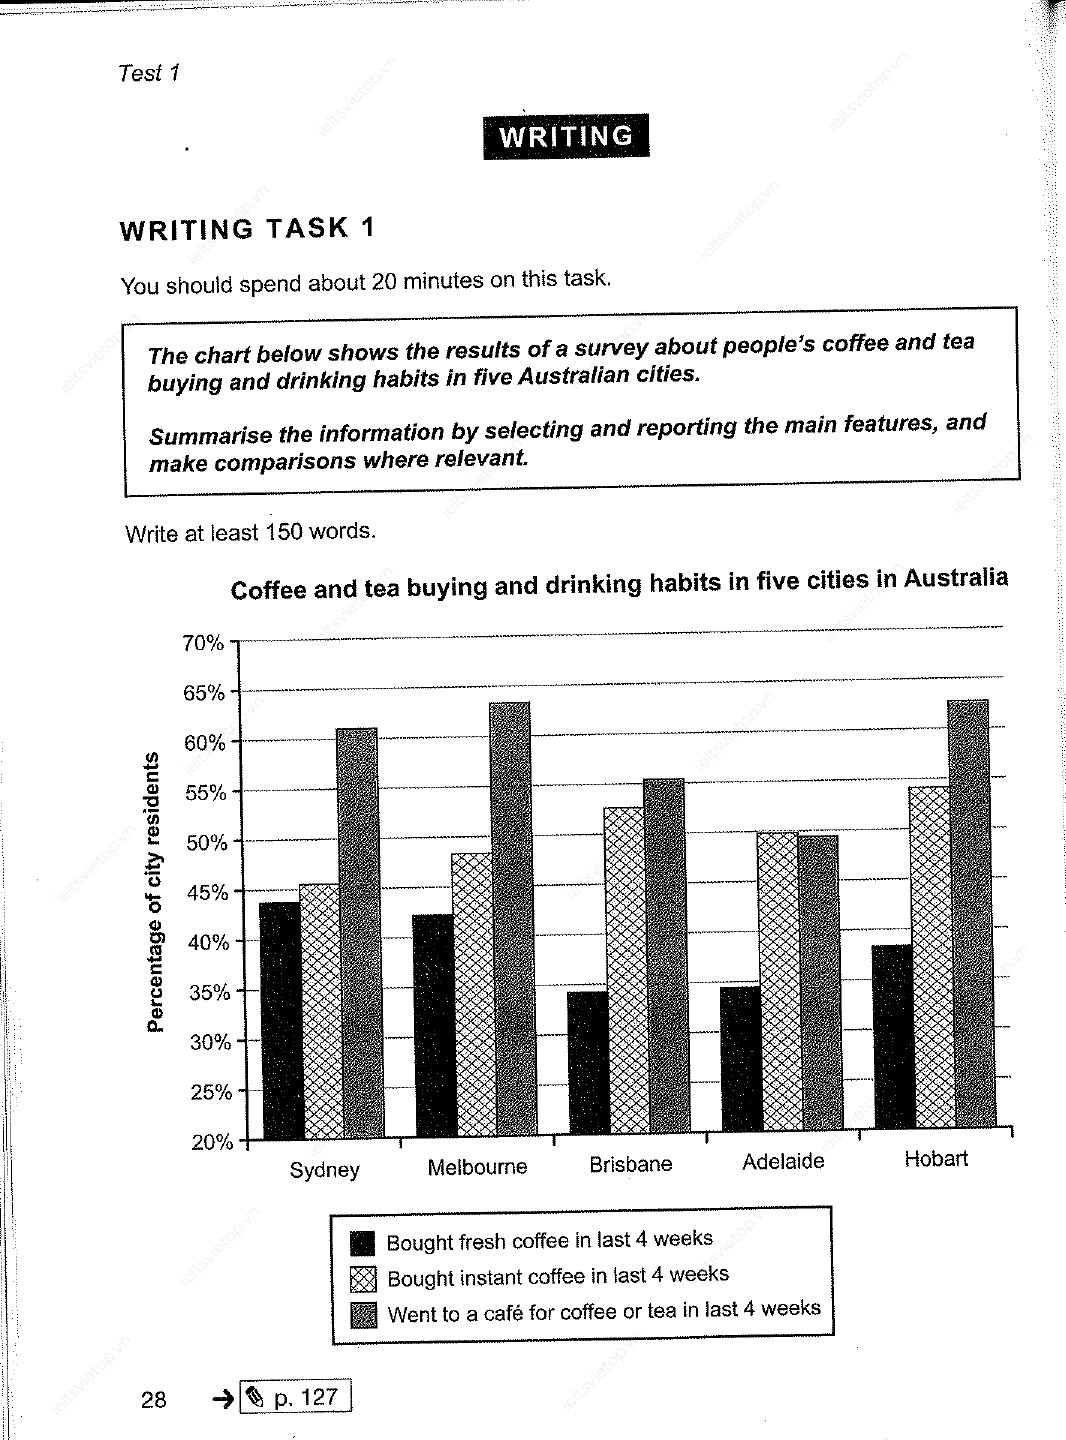 Test 1
WRITING
WRITING TASK 1
You should spend about 20 minutes on this task.
The chart below shows the results of a survey about people's coffee and tea
buying and drinking habits in five Australian cities.
Summarise the information by selecting and reporting the main features, and
make comparisons where relevant.
Write at least 150 words.
Coffee and tea buying and drinking habits in five cities in Australia
Percentage of city residents
70%
65%
60%
55%
50%
45%
40%
35%
30%
25%
20%
Sydney Melbourne Brisbane Adelaide Hobart
Bought fresh coffee in last 4 weeks
Bought instant coffee in last 4 weeks
Went to a café for coffee or tea in last 4 weeks
28 → p. 127
ieltsvietop.vn